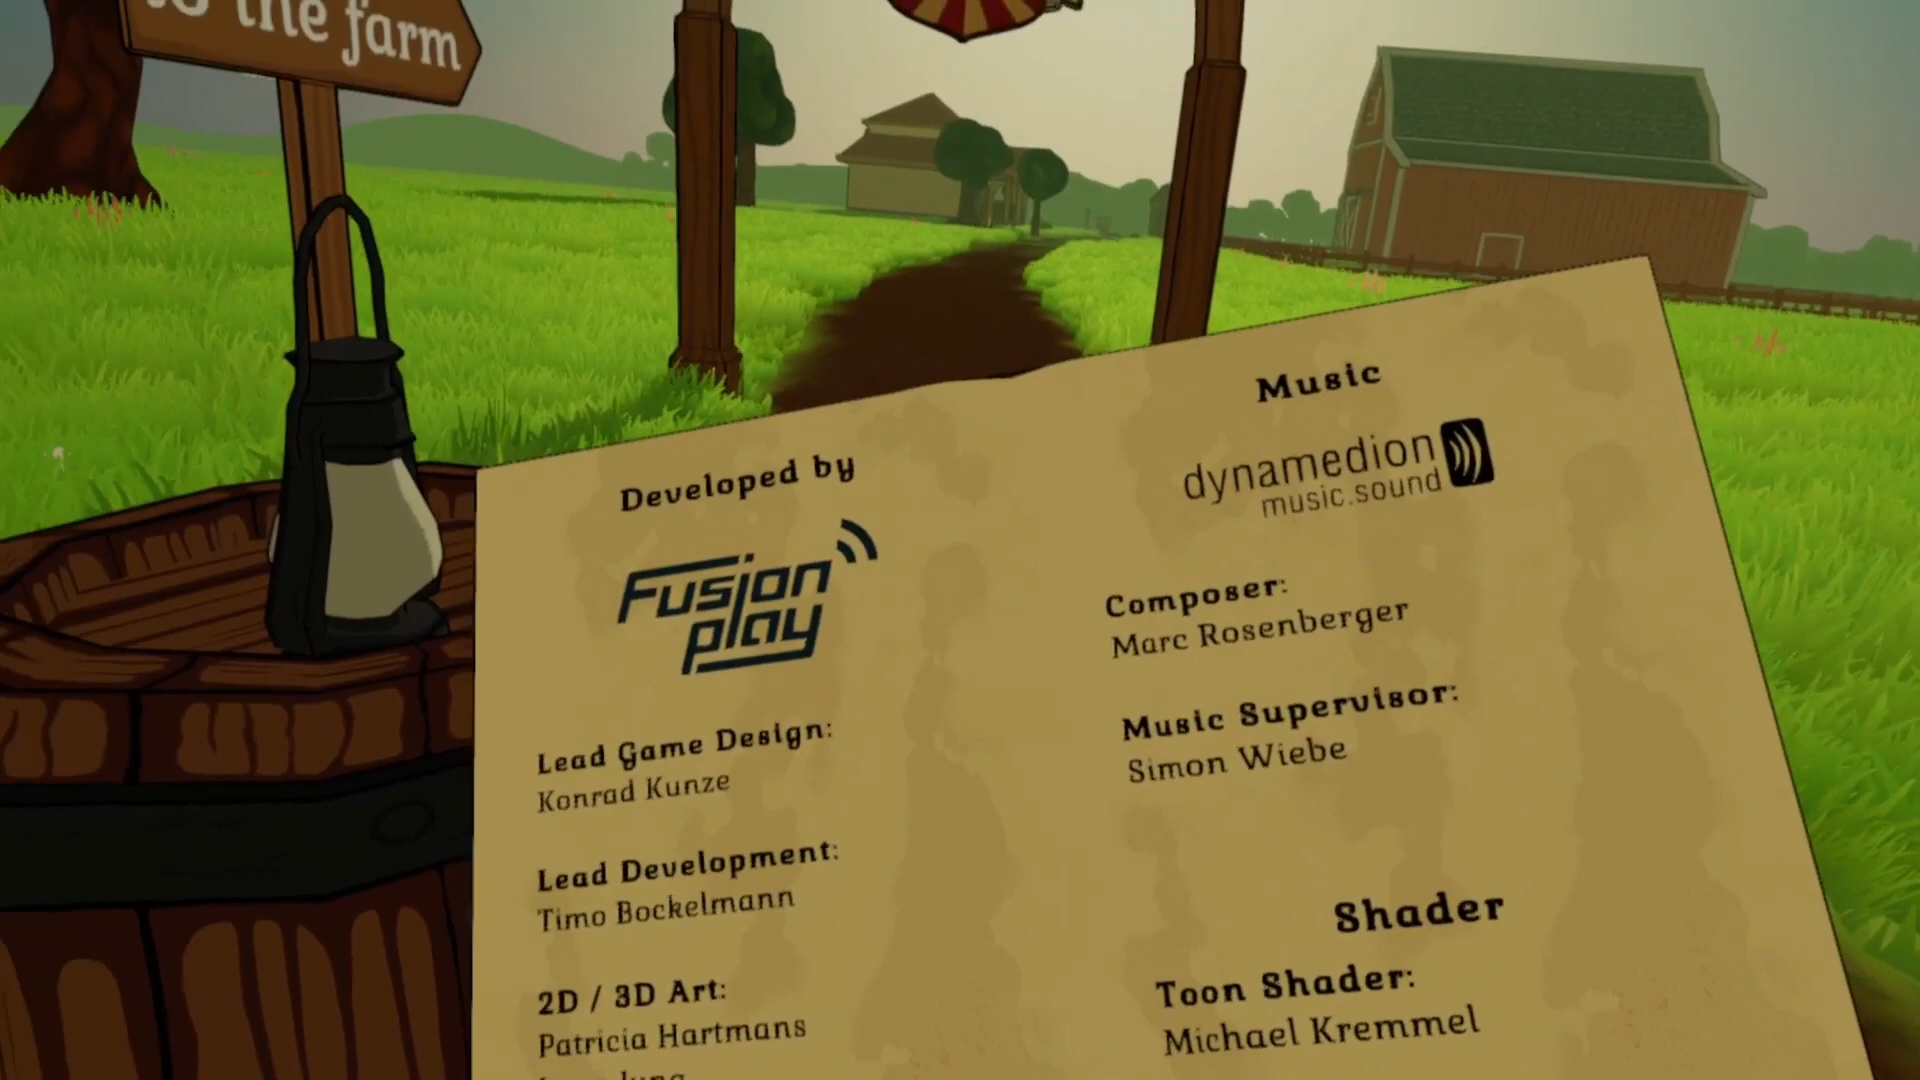 the farm
Developed by
Fusion
play
Lead Game Design:
Konrad Kunze
Lead Development:
Timo Bockelmann
2D / 3D Art:
Patricia Hartmans
Music
dynamedion
music.sound
Composer:
Marc Rosenberger
Music Supervisor:
Simon Wiebe
Shader
Toon Shader:
Michael Kremmel